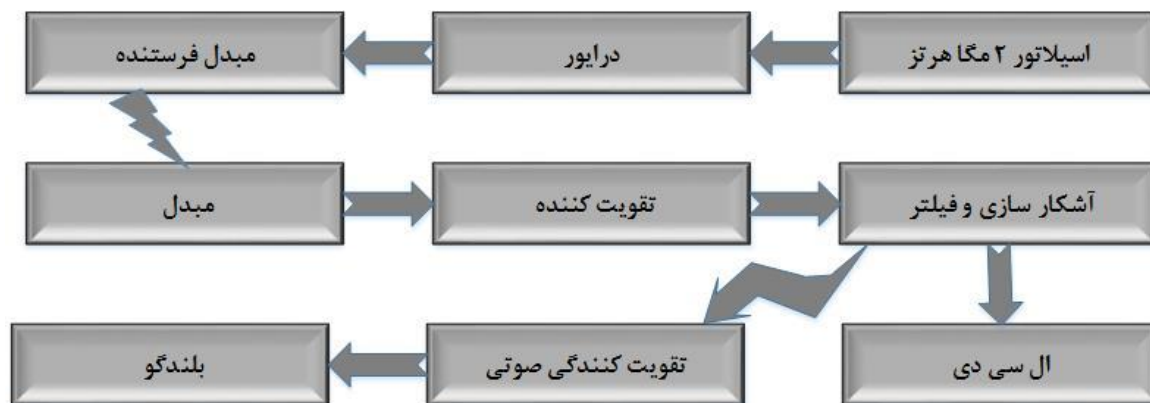 اسیلاتور ۲ مگا هرتز
درایور
مبدل فرستنده
آشکار سازی و فیلتر
تقویت کننده
مبدل
ال سی دی
تقویت کنندگی صوتی
بلندگو